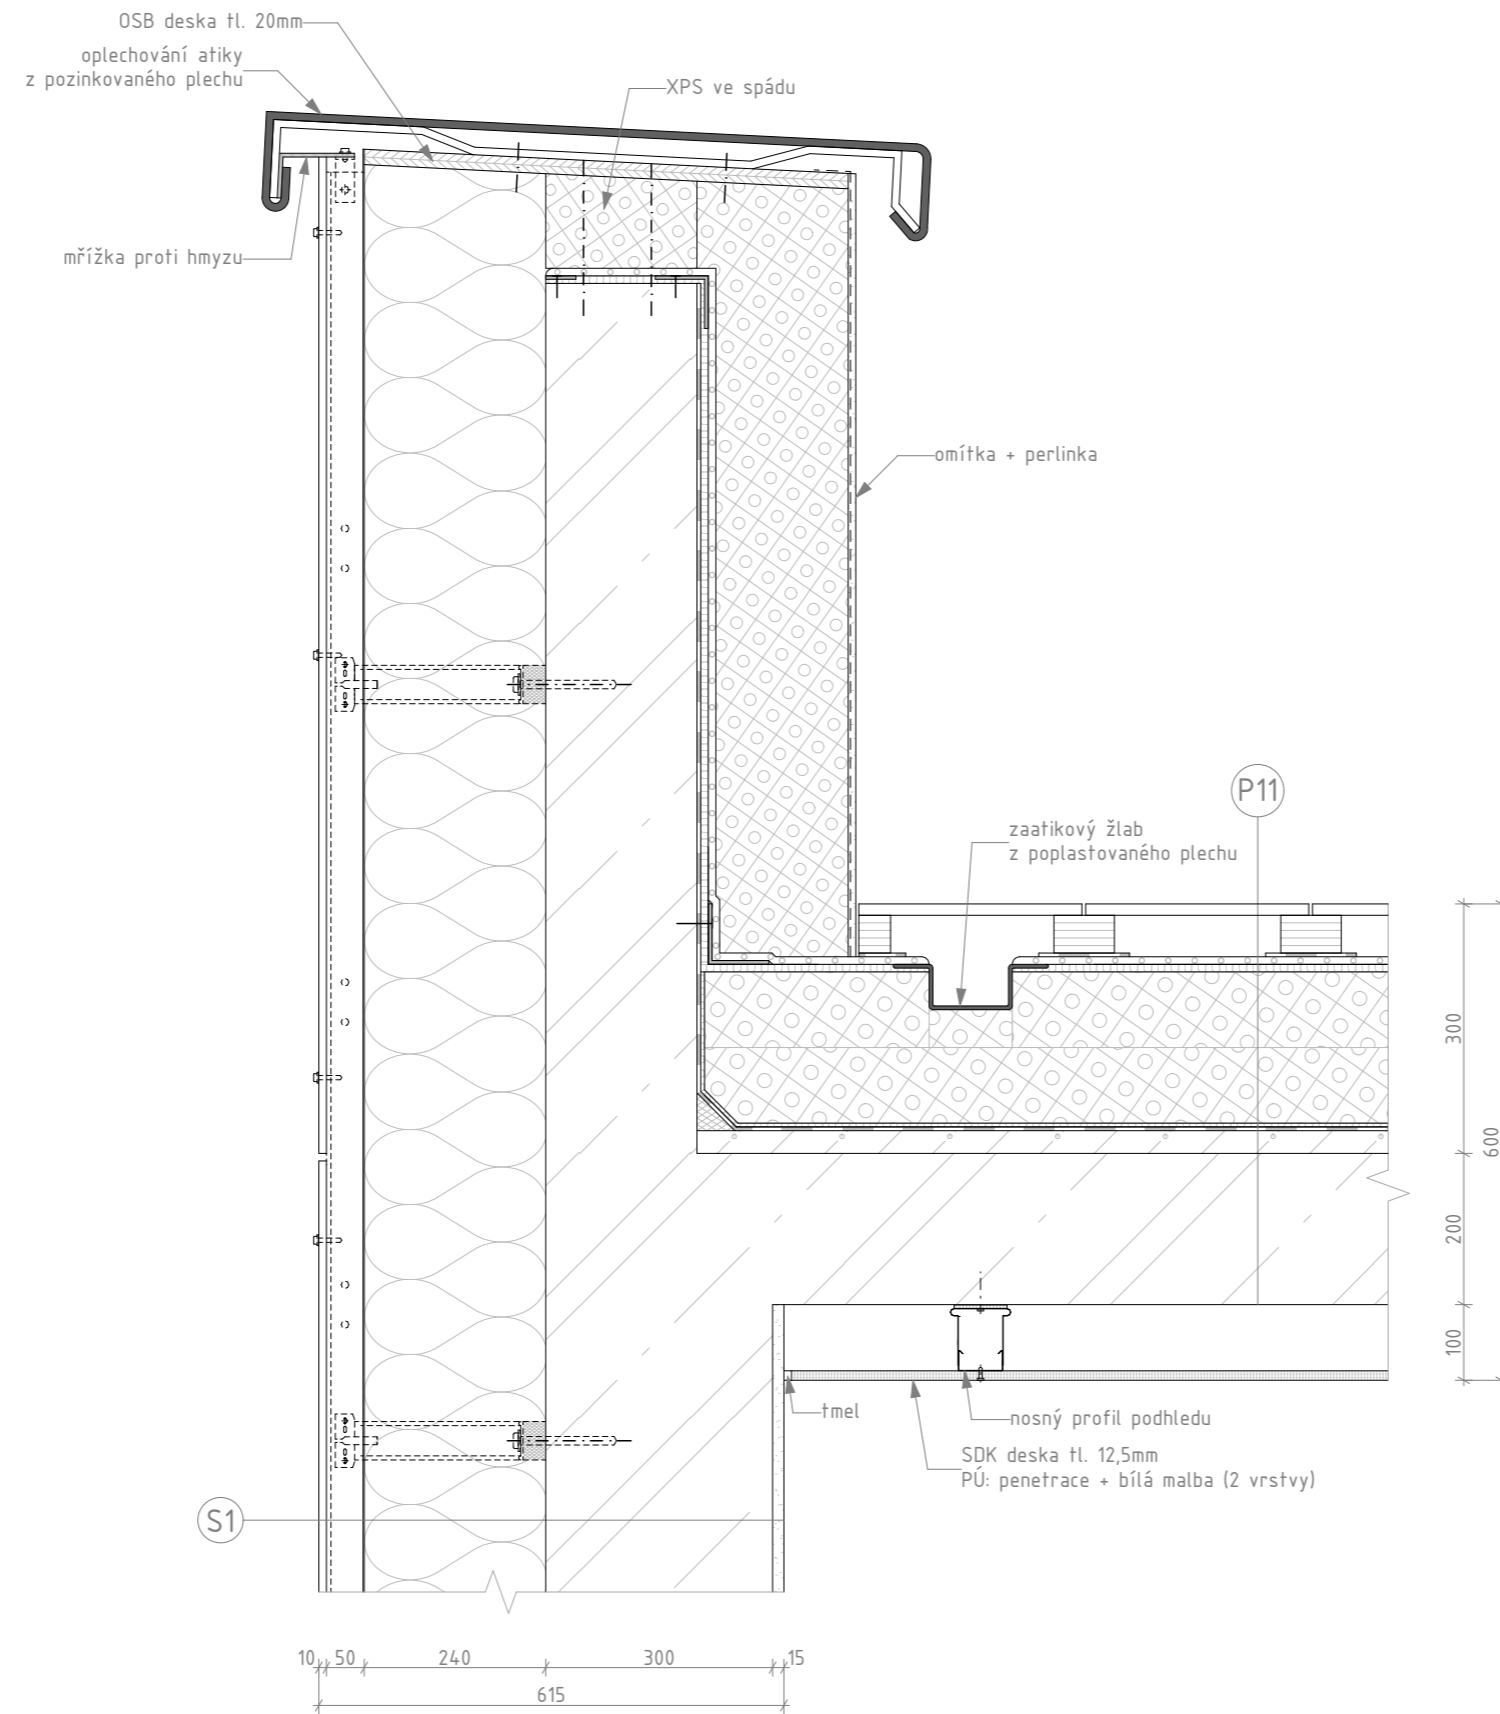 OSB deska tl. 20mm
oplechování atiky
z pozinkovaného plechu
XPS ve spádu
mřížka proti hmyzu
omítka + perlinka
P11
zaatikový žlab
z poplastovaného plechu
300
600
200
100
tmel
nosný profil podhledu
SDK deska tl. 12,5mm
PÚ: penetrace + bílá malba (2 vrstvy)
S1
10 50 240 300 15
615